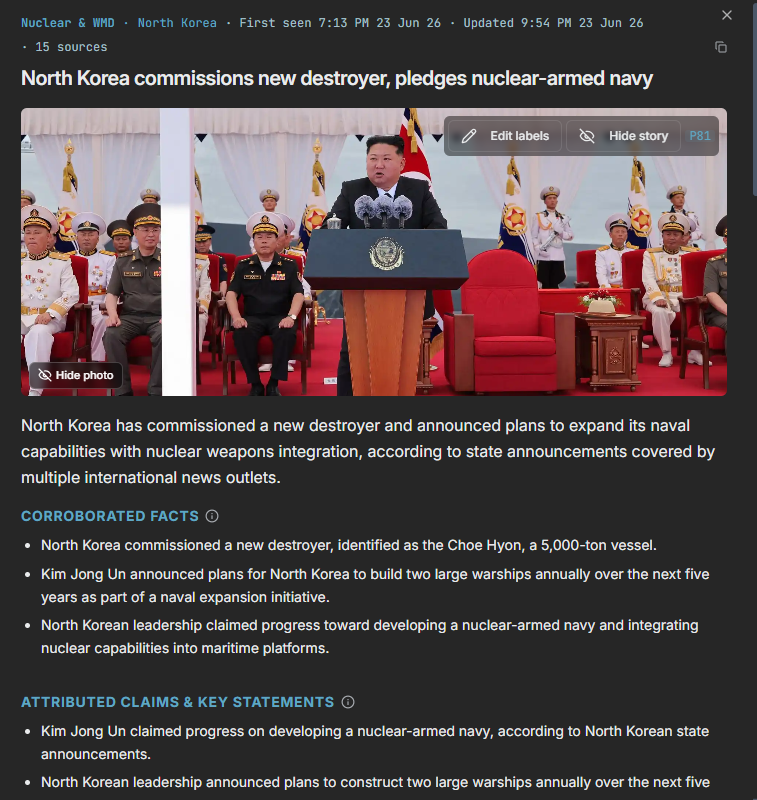 Nuclear & WMD · North Korea · First seen 7:13 PM 23 Jun 26 · Updated 9:54 PM 23 Jun 26
· 15 sources
North Korea commissions new destroyer, pledges nuclear-armed navy
Edit labels
Hide story
P81
Hide photo
North Korea has commissioned a new destroyer and announced plans to expand its naval
capabilities with nuclear weapons integration, according to state announcements covered by
multiple international news outlets.
CORROBORATED FACTS
• North Korea commissioned a new destroyer, identified as the Choe Hyon, a 5,000-ton vessel.
• Kim Jong Un announced plans for North Korea to build two large warships annually over the next five
years as part of a naval expansion initiative.
• North Korean leadership claimed progress toward developing a nuclear-armed navy and integrating
nuclear capabilities into maritime platforms.
ATTRIBUTED CLAIMS & KEY STATEMENTS
• Kim Jong Un claimed progress on developing a nuclear-armed navy, according to North Korean state
announcements.
• North Korean leadership announced plans to construct two large warships annually over the next five